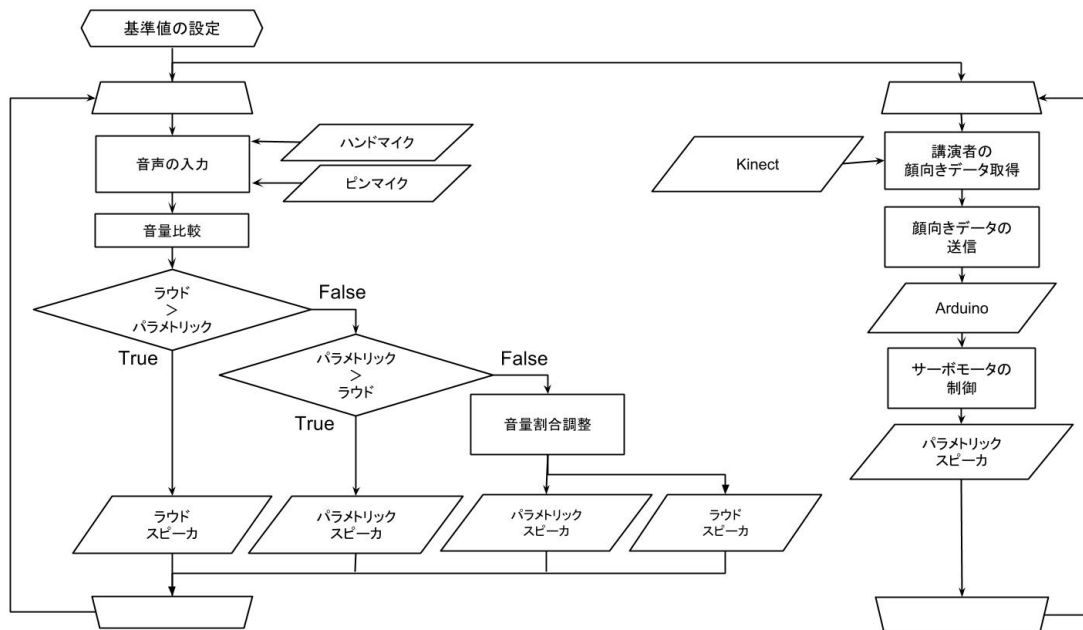 基準値の設定
音声の入力
ハンドマイク
ピンマイク
音量比較
ラウド
＞
パラメトリック
False
True
パラメトリック
＞
ラウド
False
True
音量割合調整
ラウド
スピーカ
パラメトリック
スピーカ
パラメトリック
スピーカ
ラウド
スピーカ
Kinect
講演者の
顔向きデータ取得
顔向きデータの
送信
Arduino
サーボモータの
制御
パラメトリック
スピーカ